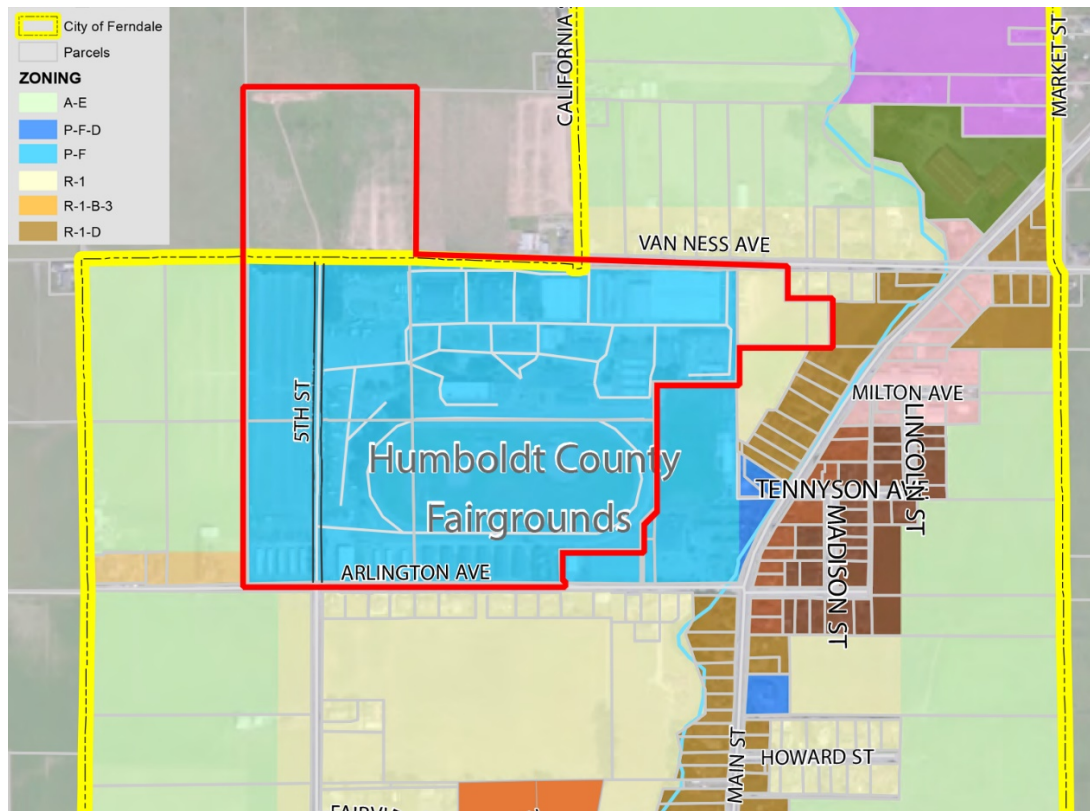 City of Ferndale
Parcels
ZONING
A-E
P-F-D
P-F
R-1
R-1-B-3
R-1-D
CALIFORNIA
MARKET ST
VAN NESS AVE
5TH ST
MILTON AVE
LINCOLN ST
Humboldt County
Fairgrounds
TENNYSON AV
MADISON ST
ARLINGTON AVE
MAIN ST
HOWARD ST